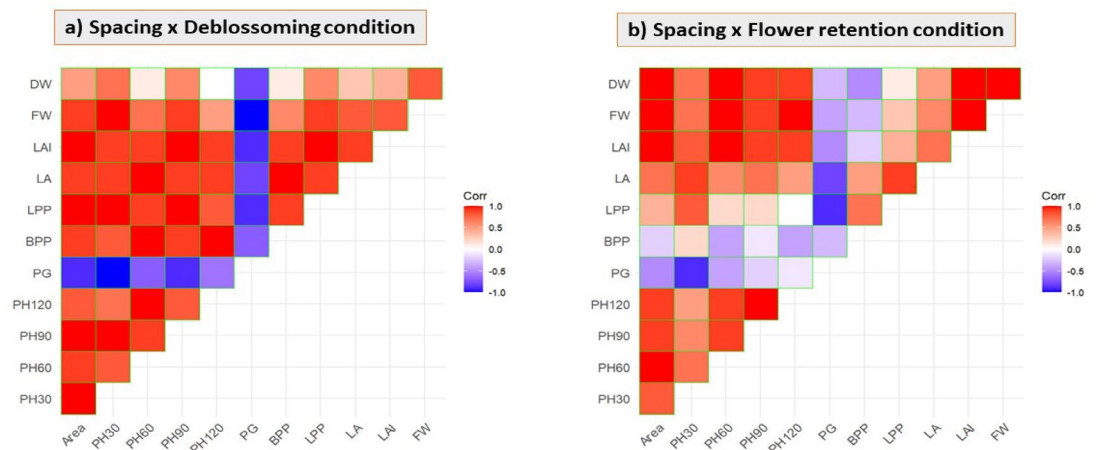 a) Spacing x Deblossoming condition
DW
FW
LAI
LA
LPP
BPP
PG
PH120
PH90
PH60
PH30
Area
PH30
PH60
PH90
PH120
PG
BPP
LPP
LA
LAI
FW
Corr
1.0
0.5
0.0
-0.5
-1.0
b) Spacing x Flower retention condition
DW
FW
LAI
LA
LPP
BPP
PG
PH120
PH90
PH60
PH30
Area
PH30
PH60
PH90
PH120
PG
BPP
LPP
LA
LAI
FW
Corr
1.0
0.5
0.0
-0.5
-1.0